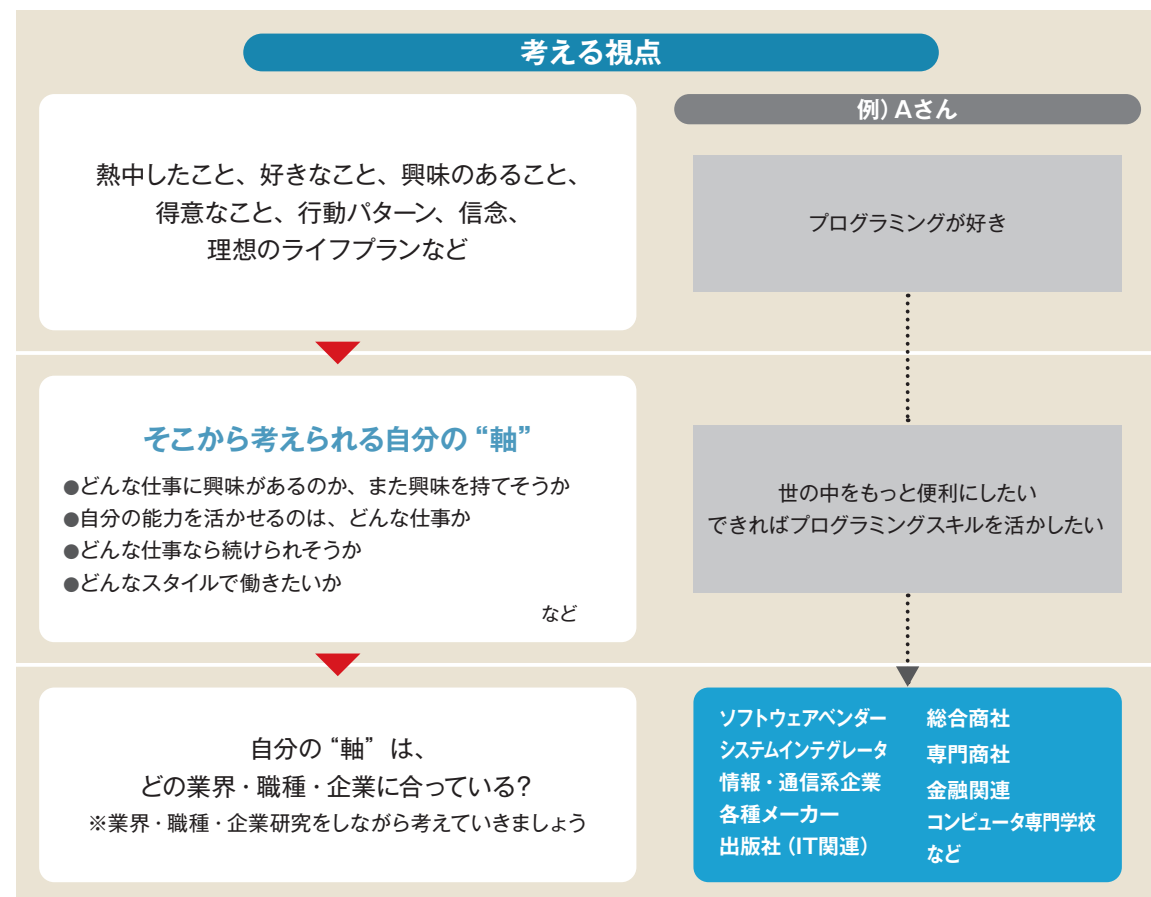 考える視点
熱中したこと、好きなこと、興味のあること、
得意なこと、行動パターン、信念、
理想のライフプランなど
例）Aさん
プログラミングが好き
そこから考えられる自分の“軸”
●どんな仕事に興味があるのか、また興味を持てそうか
●自分の能力を活かせるのは、どんな仕事か
●どんな仕事なら続けられそうか
●どんなスタイルで働きたいか
など
世の中をもっと便利にしたい
できればプログラミングスキルを活かしたい
自分の“軸”は、
どの業界・職種・企業に合っている?
※業界・職種・企業研究をしながら考えていきましょう
ソフトウェアベンダー
システムインテグレータ
情報・通信系企業
各種メーカー
出版社（IT関連）
総合商社
専門商社
金融関連
コンピュータ専門学校
など